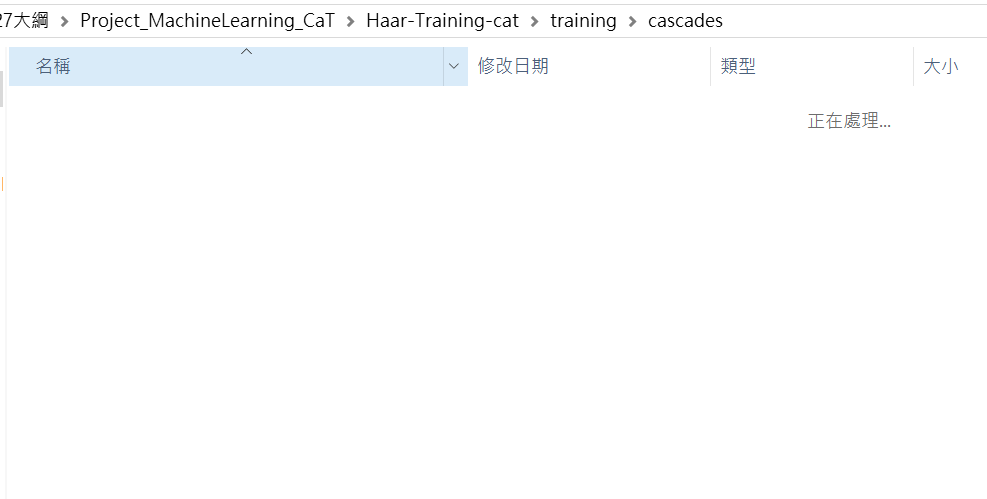 27大綱 > Project_MachineLearning_CaT > Haar-Training-cat > training > cascades
名稱 修改日期 類型 大小
正在處理...